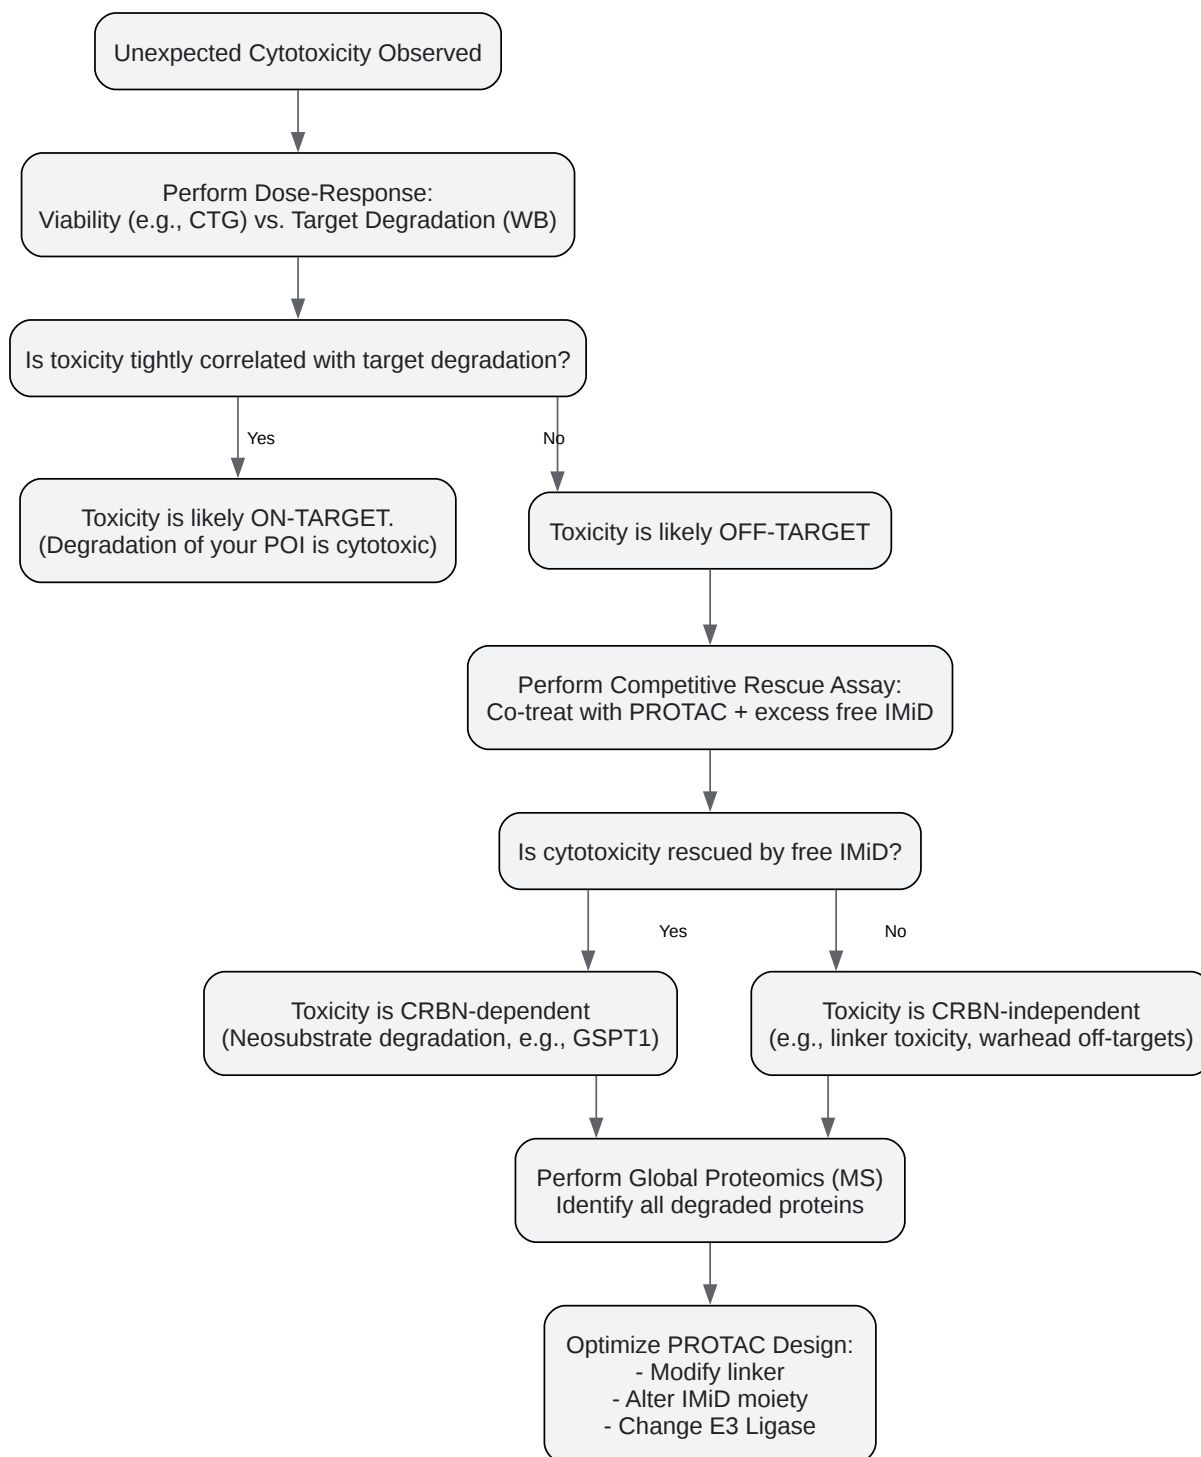 Unexpected Cytotoxicity Observed
Perform Dose-Response:
Viability (e.g., CTG) vs. Target Degradation (WB)
Is toxicity tightly correlated with target degradation?
Yes
No
Toxicity is likely ON-TARGET.
(Degradation of your POI is cytotoxic)
Toxicity is likely OFF-TARGET
Perform Competitive Rescue Assay:
Co-treat with PROTAC + excess free IMiD
Is cytotoxicity rescued by free IMiD?
Yes
No
Toxicity is CRBN-dependent
(Neosubstrate degradation, e.g., GSPT1)
Toxicity is CRBN-independent
(e.g., linker toxicity, warhead off-targets)
Perform Global Proteomics (MS)
Identify all degraded proteins
Optimize PROTAC Design:
- Modify linker
- Alter IMiD moiety
- Change E3 Ligase